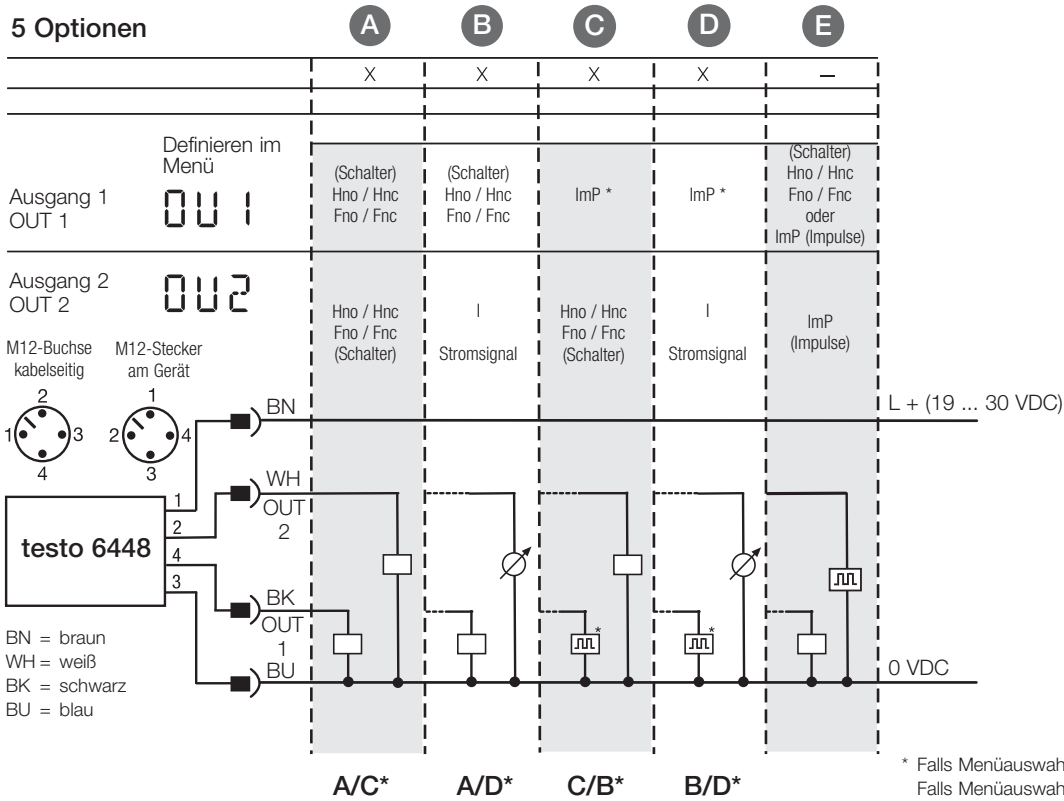 5 Optionen
A B C D E
X X X X –
Definieren im
Menü
Ausgang 1
OUT 1
OU1
(Schalter)
Hno / Hnc
Fno / Fnc
(Schalter)
Hno / Hnc
Fno / Fnc
ImP *
ImP *
(Schalter)
Hno / Hnc
Fno / Fnc
oder
ImP (Impulse)
Ausgang 2
OUT 2
OU2
Hno / Hnc
Fno / Fnc
(Schalter)
I
Stromsignal
Hno / Hnc
Fno / Fnc
(Schalter)
I
Stromsignal
ImP
(Impulse)
M12-Buchse
kabelseitig
M12-Stecker
am Gerät
2
1 3
4
1
2 4
3
BN
L + (19 ... 30 VDC)
WH
OUT
2
testo 6448
1
2
4
3
BK
OUT
1
BU
0 VDC
*
*
BN = braun
WH = weiß
BK = schwarz
BU = blau
A/C* A/D* C/B* B/D*
* Falls Menüauswah
Falls Menüauswah